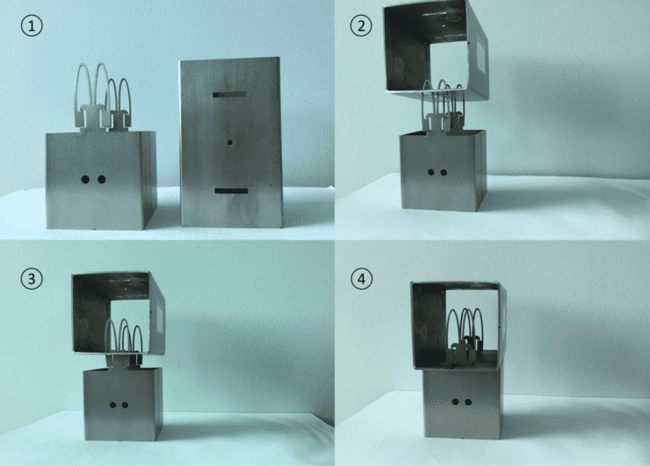 ①
②
③
④